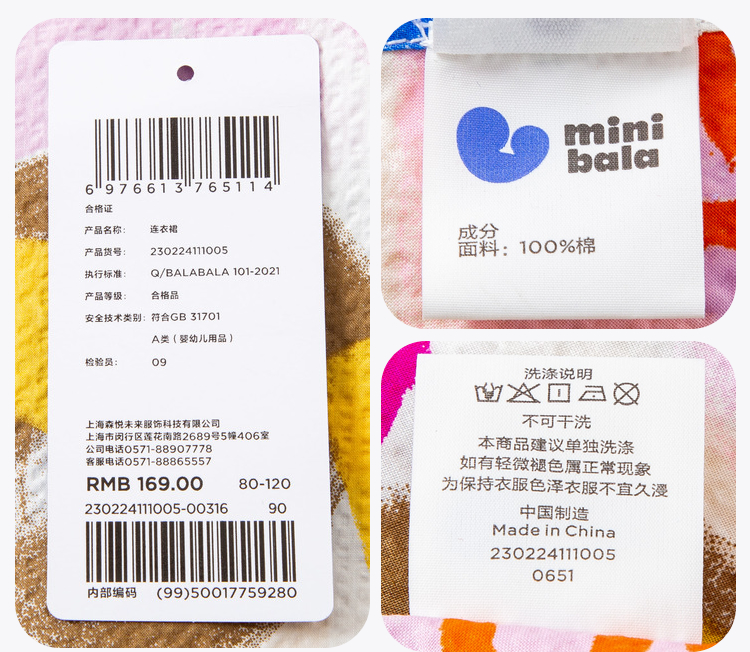 6 976613 765114
合格证
产品名称： 连衣裙
产品货号： 230224111005
执行标准： Q/BALABALA 101-2021
产品等级： 合格品
安全技术类别：符合GB 31701
A类（婴幼儿用品）
检验员： 09
上海森悦未来服饰科技有限公司
上海市闵行区莲花南路2689号5幢406室
公司电话0571-88907778
客服电话0571-88865557
RMB 169.00 80-120
230224111005-00316 90
内部编码 (99)50017759280
mini
bala
成分
面料：100%棉
洗涤说明
不可干洗
本商品建议单独洗涤
如有轻微褪色属正常现象
为保持衣服色泽衣服不宜久浸
中国制造
Made in China
230224111005
0651